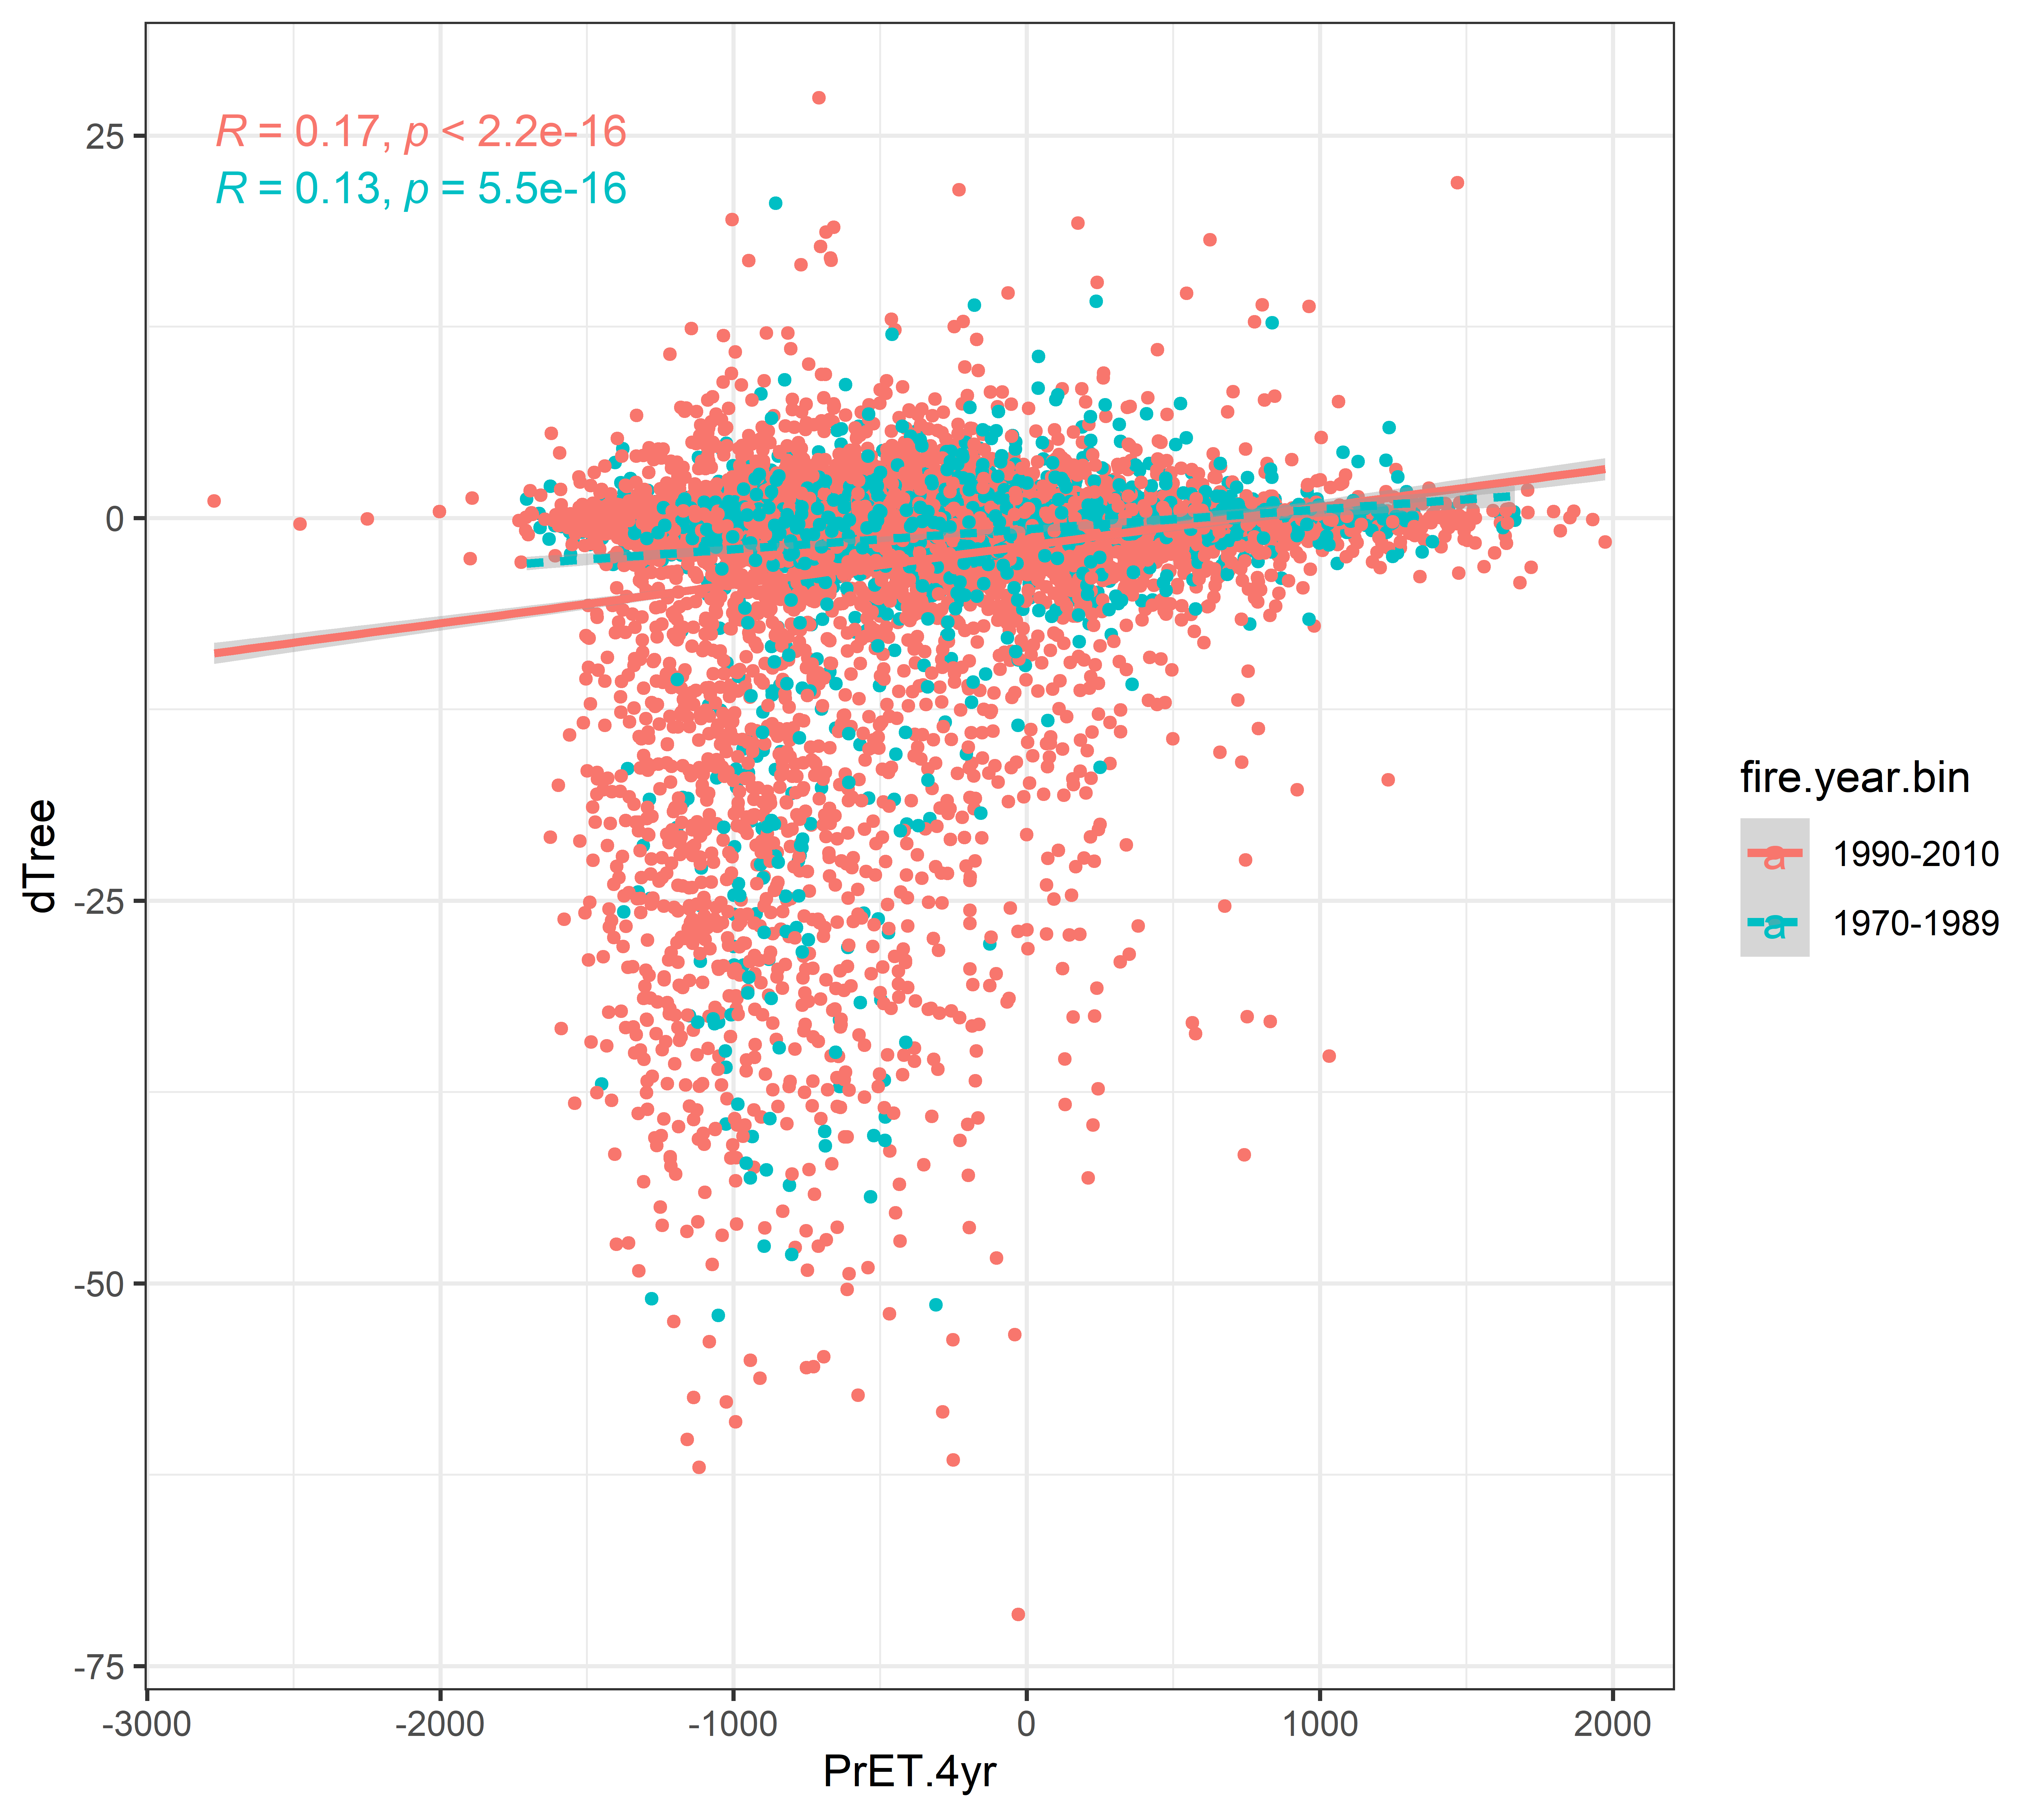 R = 0.17, p < 2.2e-16
R = 0.13, p = 5.5e-16
25
0
-25
-50
-75
dTree
-3000 -2000 -1000 0 1000 2000
PrET.4yr
fire.year.bin
a 1990-2010
a 1970-1989